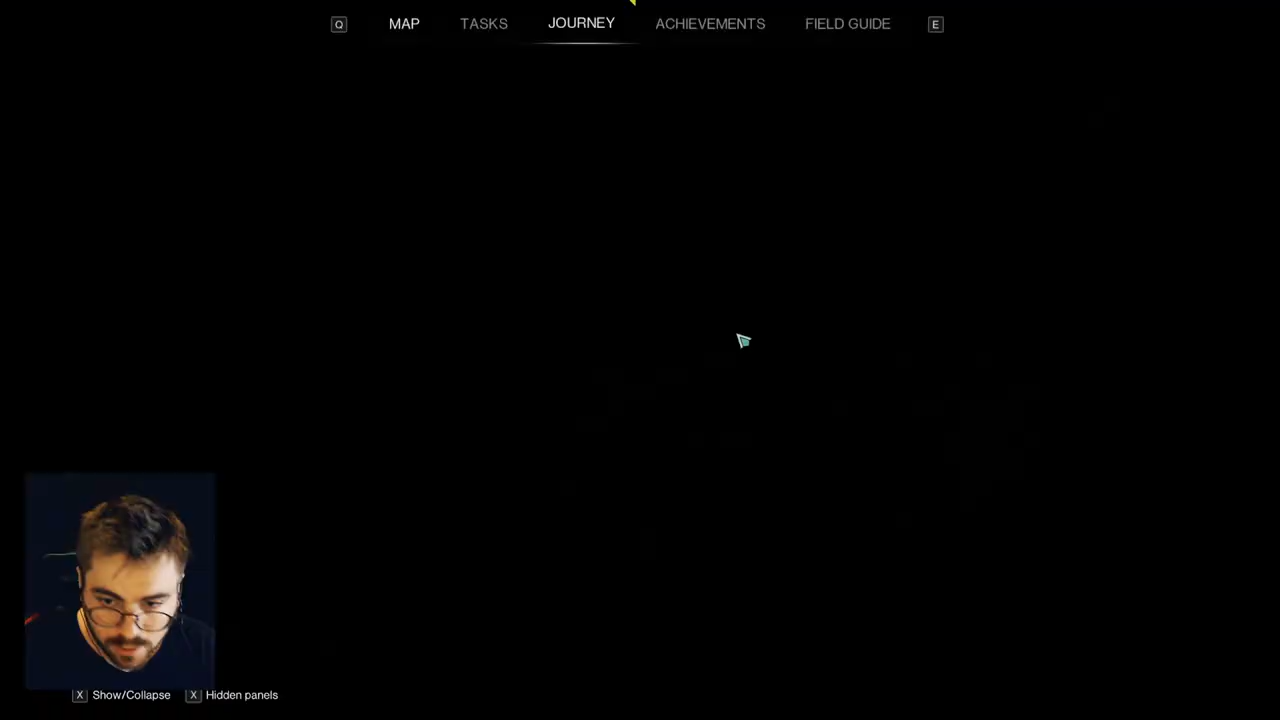 Q MAP TASKS JOURNEY ACHIEVEMENTS FIELD GUIDE E
X Show/Collapse X Hidden panels